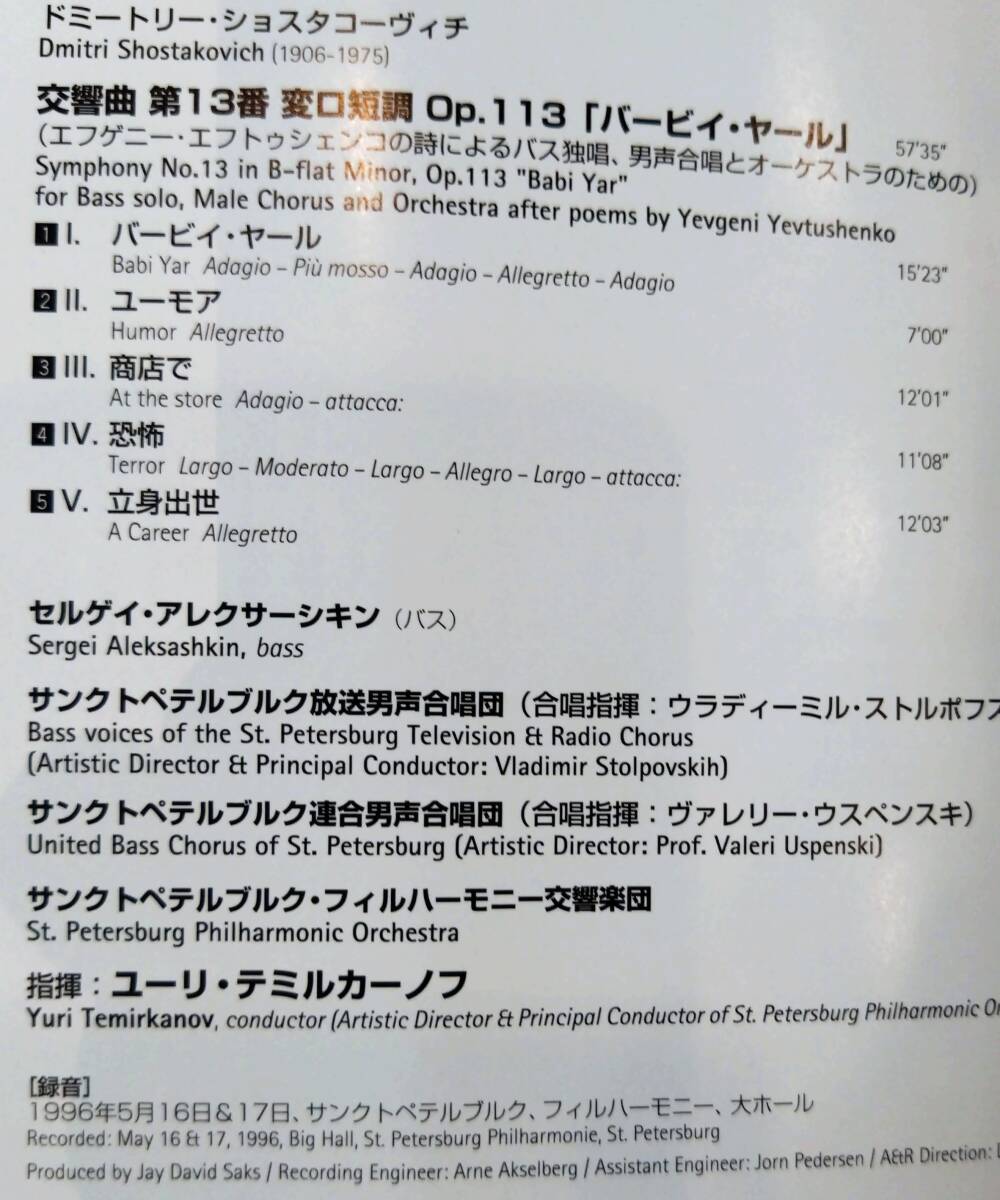 ドミートリー・ショスタコーヴィチ
Dmitri Shostakovich (1906-1975)
交響曲 第13番 変ロ短調 Op.113「バービイ・ヤール」 57'35"
（エフゲニー・エフトゥシェンコの詩によるバス独唱、男声合唱とオーケストラのための）
Symphony No.13 in B-flat Minor, Op.113 "Babi Yar"
for Bass solo, Male Chorus and Orchestra after poems by Yevgeni Yevtushenko
1 I. バービイ・ヤール
Babi Yar Adagio – Più mosso – Adagio – Allegretto – Adagio 15'23"
2 II. ユーモア
Humor Allegretto 7'00"
3 III. 商店で
At the store Adagio – attacca: 12'01"
4 IV. 恐怖
Terror Largo – Moderato – Largo – Allegro – Largo – attacca: 11'08"
5 V. 立身出世
A Career Allegretto 12'03"
セルゲイ・アレクサーシキン（バス）
Sergei Aleksashkin, bass
サンクトペテルブルク放送男声合唱団（合唱指揮：ウラディーミル・ストルポフス
Bass voices of the St. Petersburg Television & Radio Chorus
(Artistic Director & Principal Conductor: Vladimir Stolpovskih)
サンクトペテルブルク連合男声合唱団（合唱指揮：ヴァレリー・ウスペンスキ）
United Bass Chorus of St. Petersburg (Artistic Director: Prof. Valeri Uspenski)
サンクトペテルブルク・フィルハーモニー交響楽団
St. Petersburg Philharmonic Orchestra
指揮：ユーリ・テミルカーノフ
Yuri Temirkanov, conductor (Artistic Director & Principal Conductor of St. Petersburg Philharmonic
[録音]
1996年5月16日&17日、サンクトペテルブルク、フィルハーモニー、大ホール
Recorded: May 16 & 17, 1996, Big Hall, St. Petersburg Philharmonie, St. Petersburg
Produced by Jay David Saks / Recording Engineer: Arne Akselberg / Assistant Engineer: Jorn Pedersen / A&R Direction: